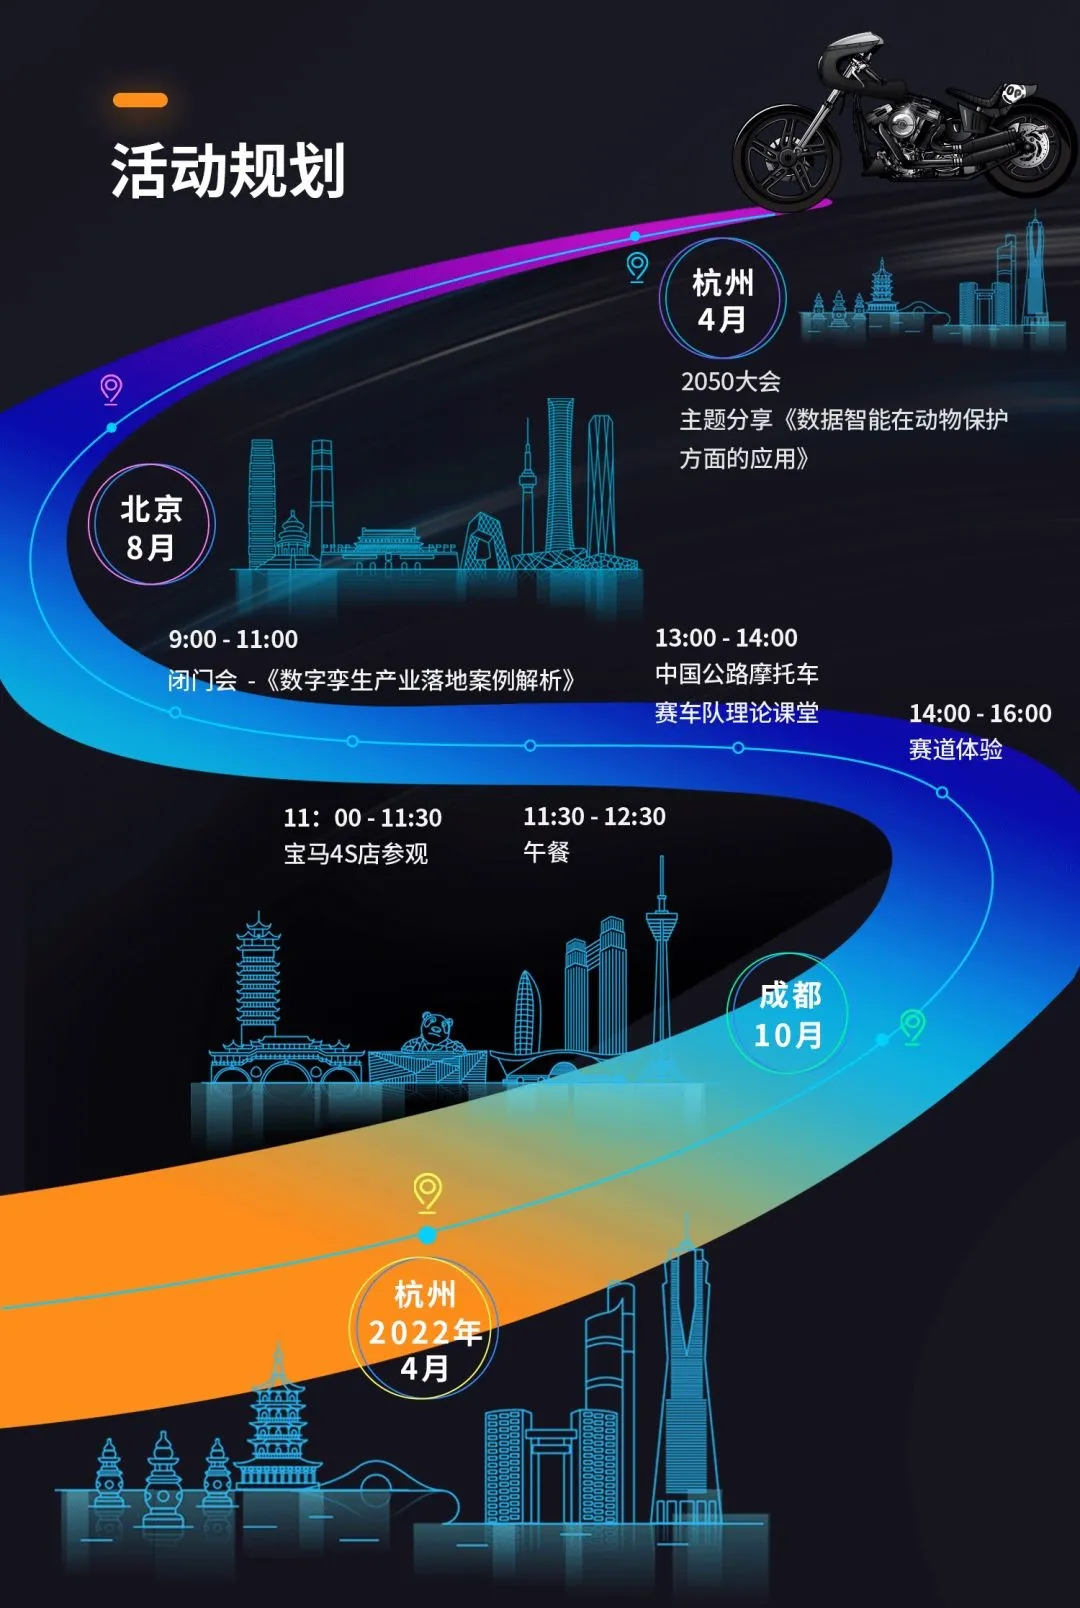 活动规划
杭州
4月
2050大会
主题分享《数据智能在动物保护
方面的应用》
北京
8月
9:00 - 11:00
闭门会 -《数字孪生产业落地案例解析》
13:00 - 14:00
中国公路摩托车
赛车队理论课堂
14:00 - 16:00
赛道体验
11：00 - 11:30
宝马4S店参观
11:30 - 12:30
午餐
成都
10月
杭州
2022年
4月